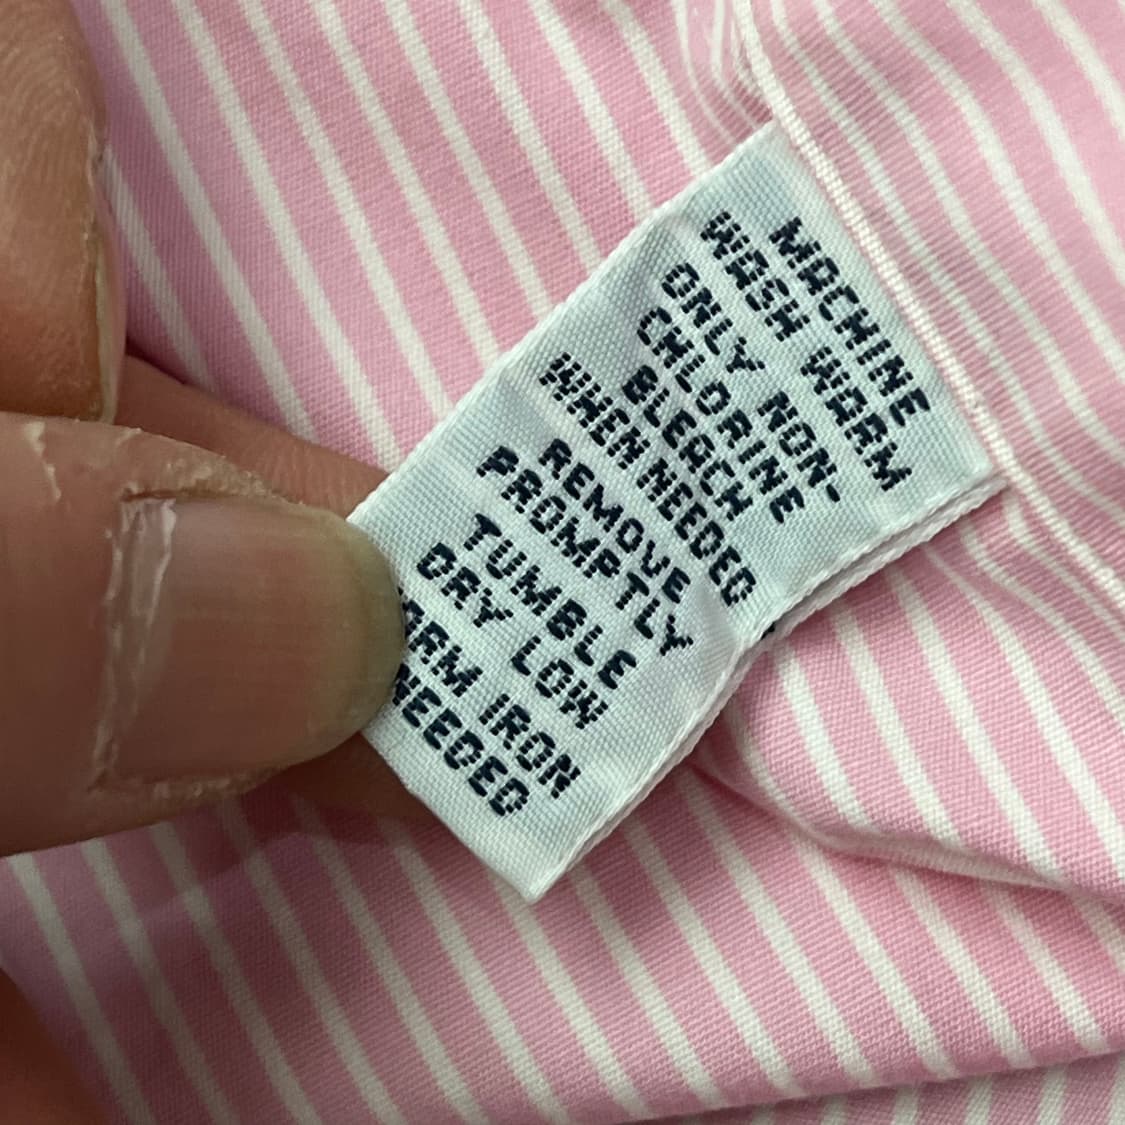 MACHINE
WASH WARM
ONLY NON-
CHLORINE
BLEACH
WHEN NEEDED
REMOVE
PROMPTLY
TUMBLE
DRY LOW
IRON
NEEDED